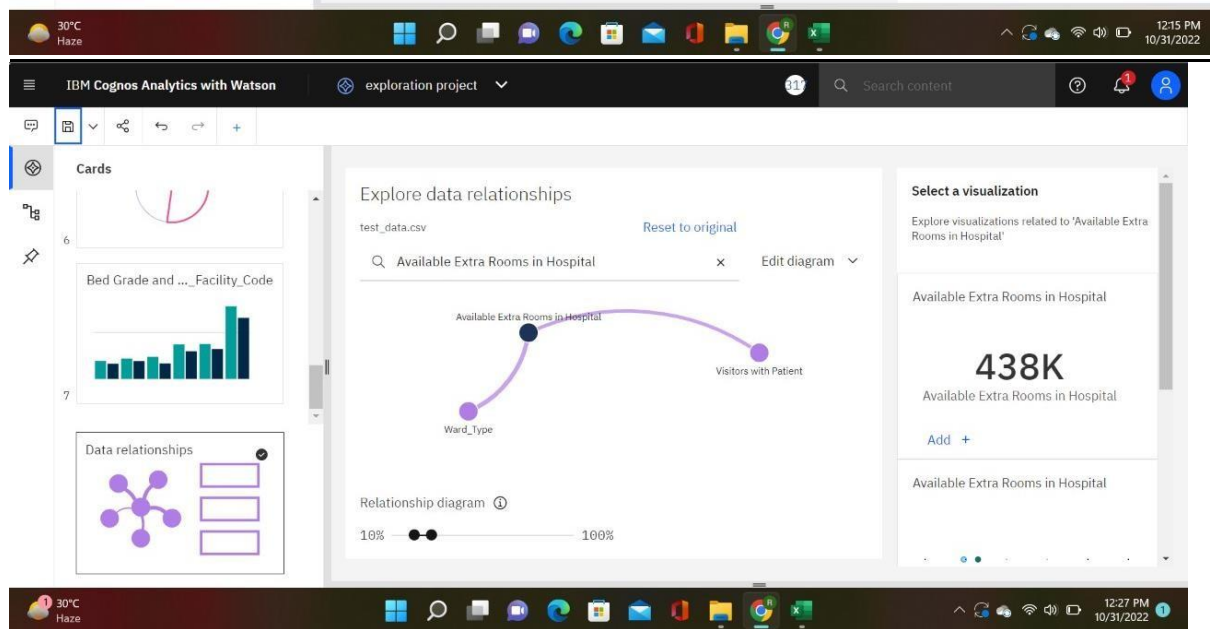 30°C
Haze
12:15 PM
10/31/2022
IBM Cognos Analytics with Watson
exploration project
Search content
1
Cards
6
Bed Grade and ..._Facility_Code
7
Data relationships
Explore data relationships
test_data.csv
Reset to original
Available Extra Rooms in Hospital
Edit diagram
Available Extra Rooms in Hospital
Visitors with Patient
Ward_Type
Relationship diagram
10%
100%
Select a visualization
Explore visualizations related to 'Available Extra
Rooms in Hospital'
Available Extra Rooms in Hospital
438K
Available Extra Rooms in Hospital
Add +
Available Extra Rooms in Hospital
1
30°C
Haze
12:27 PM
10/31/2022
1